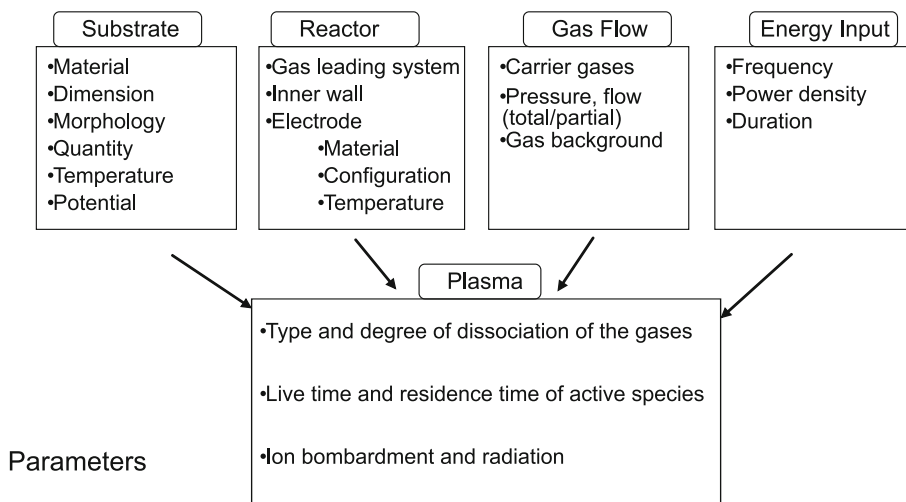 Substrate
•Material
•Dimension
•Morphology
•Quantity
•Temperature
•Potential
Reactor
•Gas leading system
•Inner wall
•Electrode
•Material
•Configuration
•Temperature
Gas Flow
•Carrier gases
•Pressure, flow
(total/partial)
•Gas background
Energy Input
•Frequency
•Power density
•Duration
Plasma
•Type and degree of dissociation of the gases
•Live time and residence time of active species
•Ion bombardment and radiation
Parameters